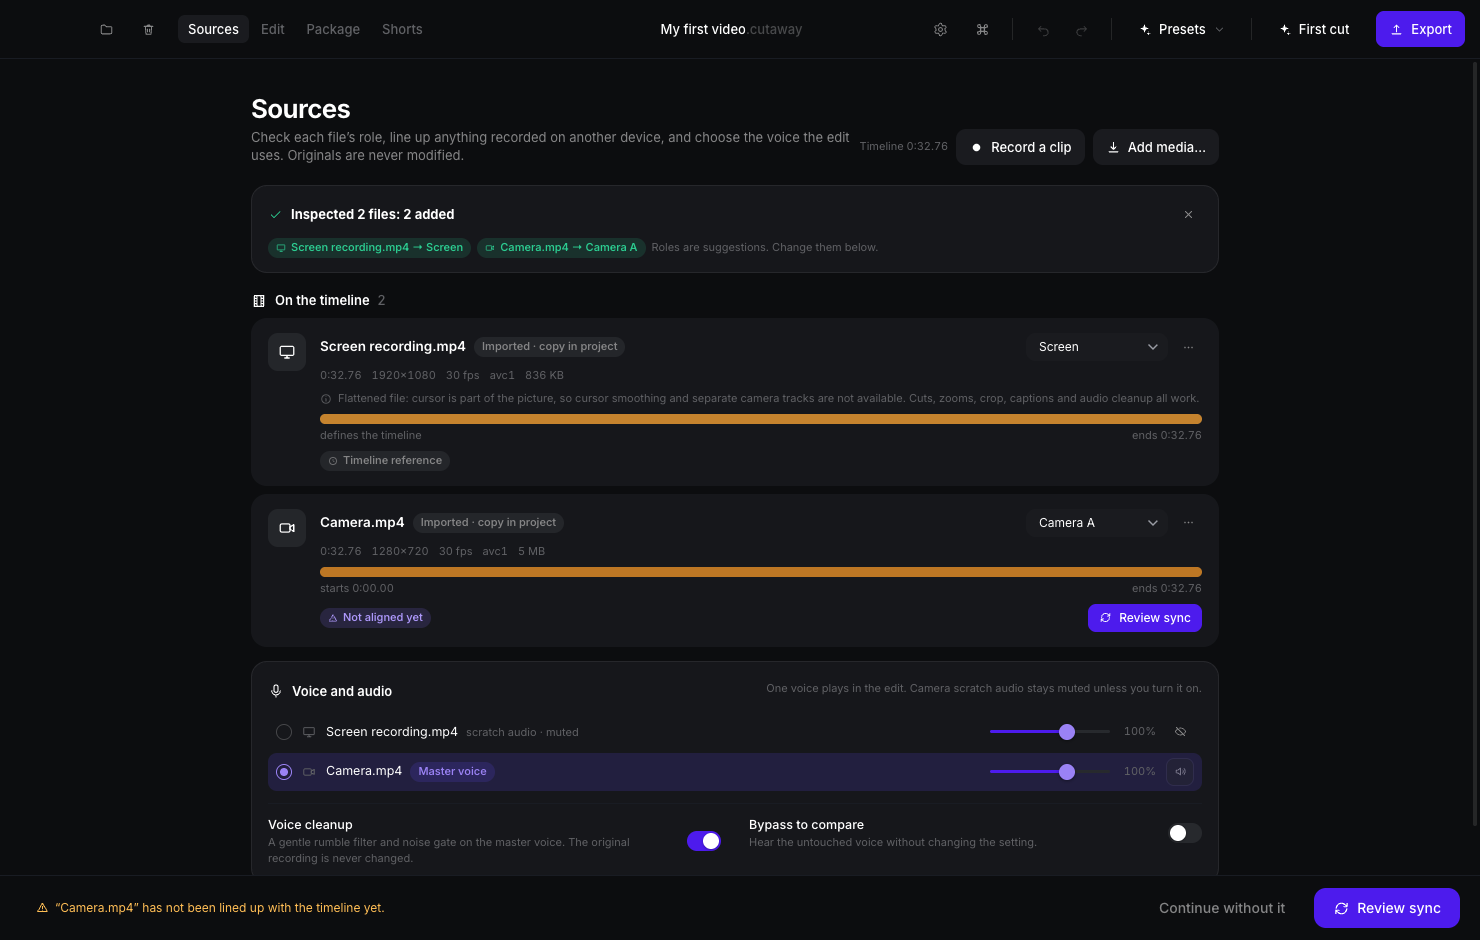 Sources Edit Package Shorts My first video.cutaway Presets First cut Export
Sources
Check each file’s role, line up anything recorded on another device, and choose the voice the edit
uses. Originals are never modified.
Timeline 0:32.76 Record a clip Add media...
Inspected 2 files: 2 added
Screen recording.mp4 → Screen Camera.mp4 → Camera A Roles are suggestions. Change them below.
On the timeline 2
Screen recording.mp4 Imported · copy in project Screen
0:32.76 1920×1080 30 fps avc1 836 KB
Flattened file: cursor is part of the picture, so cursor smoothing and separate camera tracks are not available. Cuts, zooms, crop, captions and audio cleanup all work.
defines the timeline ends 0:32.76
Timeline reference
Camera.mp4 Imported · copy in project Camera A
0:32.76 1280×720 30 fps avc1 5 MB
starts 0:00.00 ends 0:32.76
Not aligned yet Review sync
Voice and audio One voice plays in the edit. Camera scratch audio stays muted unless you turn it on.
Screen recording.mp4 scratch audio · muted 100%
Camera.mp4 Master voice 100%
Voice cleanup
A gentle rumble filter and noise gate on the master voice. The original
recording is never changed.
Bypass to compare
Hear the untouched voice without changing the setting.
“Camera.mp4” has not been lined up with the timeline yet. Continue without it Review sync